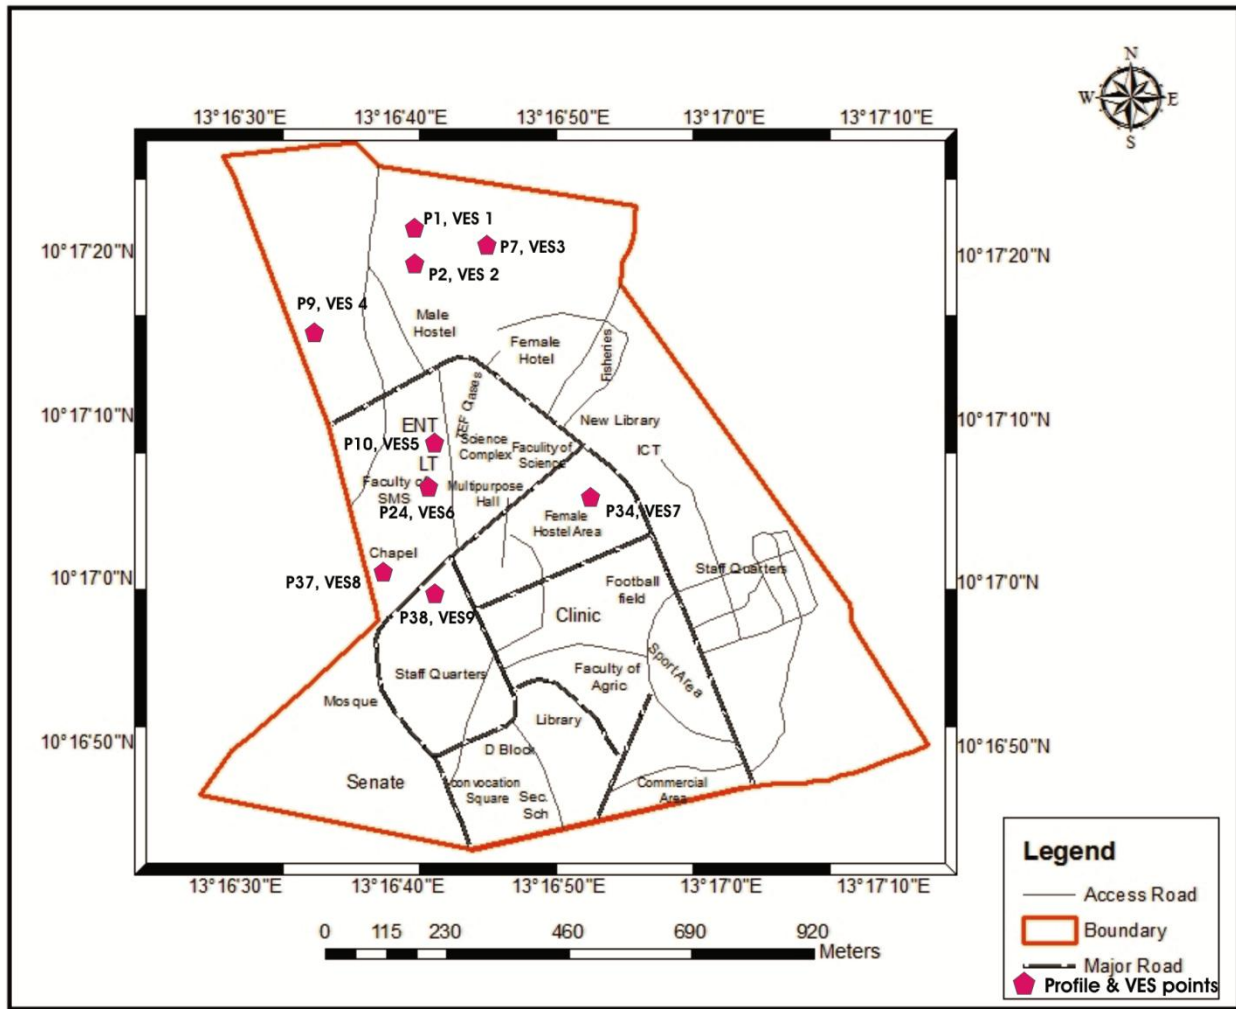 N
W E
S
13°16'30"E 13°16'40"E 13°16'50"E 13°17'0"E 13°17'10"E
P1, VES 1
P7, VES3
10°17'20"N
10°17'20"N
P2, VES 2
P9, VES 4
Male
Hostel
Female
Hotel
Fisheries
TEF Clases
10°17'10"N
10°17'10"N
New Library
ENT
P10, VES5
Science
Complex
Faculity of
Science
ICT
LT
Faculty of
SMS
Multipurpose
Hall
P24, VES6
P34, VES7
Female
Hostel Area
Chapel
10°17'0"N
10°17'0"N
P37, VES8
Staff Quarters
Football
field
P38, VES9
Clinic
Staff Quarters
Faculty of
Agric
Sport Area
Mosque
Library
10°16'50"N
10°16'50"N
D Block
Senate
convocation
Square
Sec.
Sch
Commercial
Area
13°16'30"E 13°16'40"E 13°16'50"E 13°17'0"E 13°17'10"E
0 115 230 460 690 920
Meters
Legend
Access Road
Boundary
Major Road
Profile & VES points